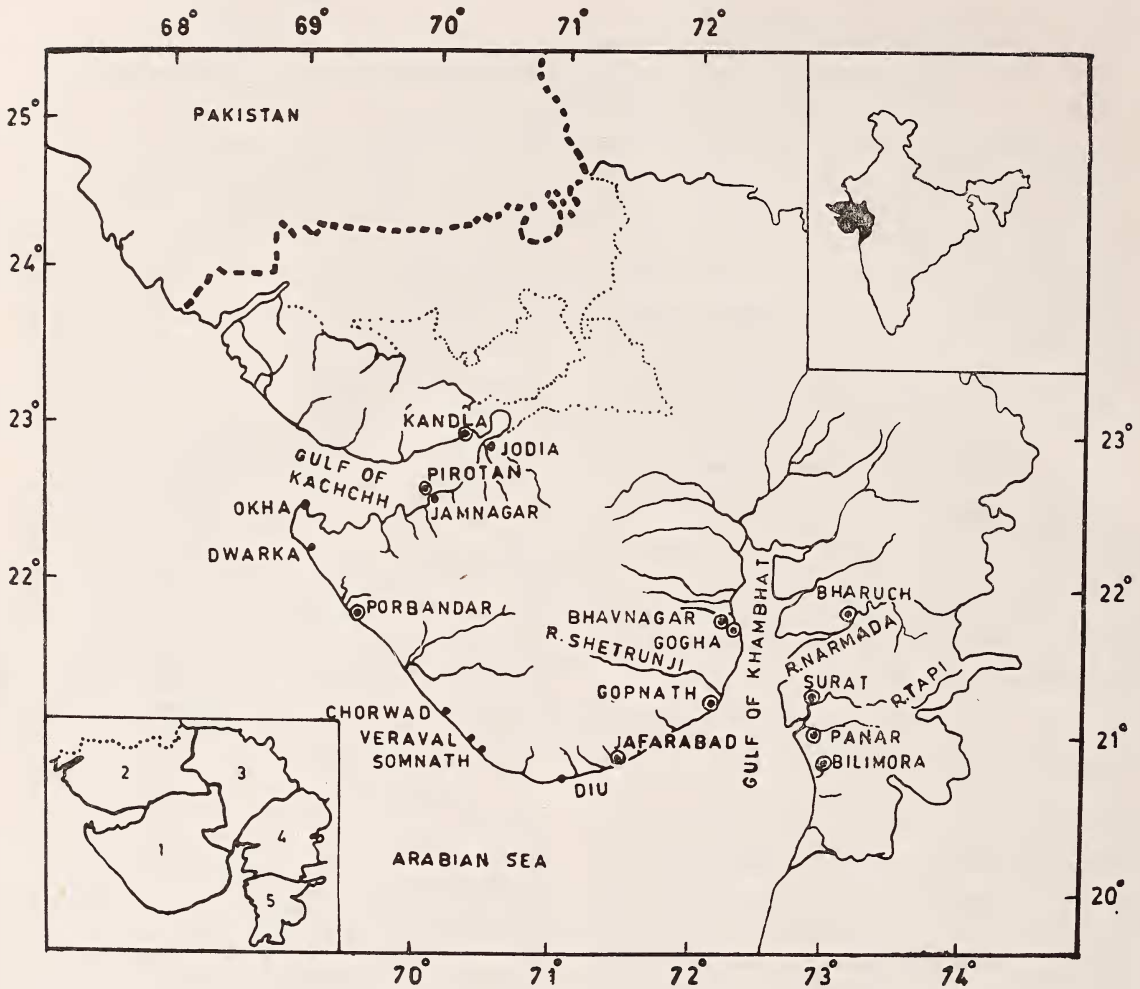 68° 69° 70° 71° 72°
25°
PAKISTAN
24°
23°
23°
KANDLA
JODIA
GULF OF
KACHCHH
PIROTAN
OKHA
JAMNAGAR
DWARKA
22°
22°
PORBANDAR
BHAVNAGAR
GOGHA
R. SHETRUNJI
GOPNATH
GULF OF KHAMBHAT
BHARUCH
R.NARMADA
SURAT
R.TAPI
CHORWAD
VERAVAL
SOMNATH
JAFARABAD
DIU
PANAR
BILIMORA
21°
2
3
1
4
5
ARABIAN SEA
20°
70° 71° 72° 73° 74°